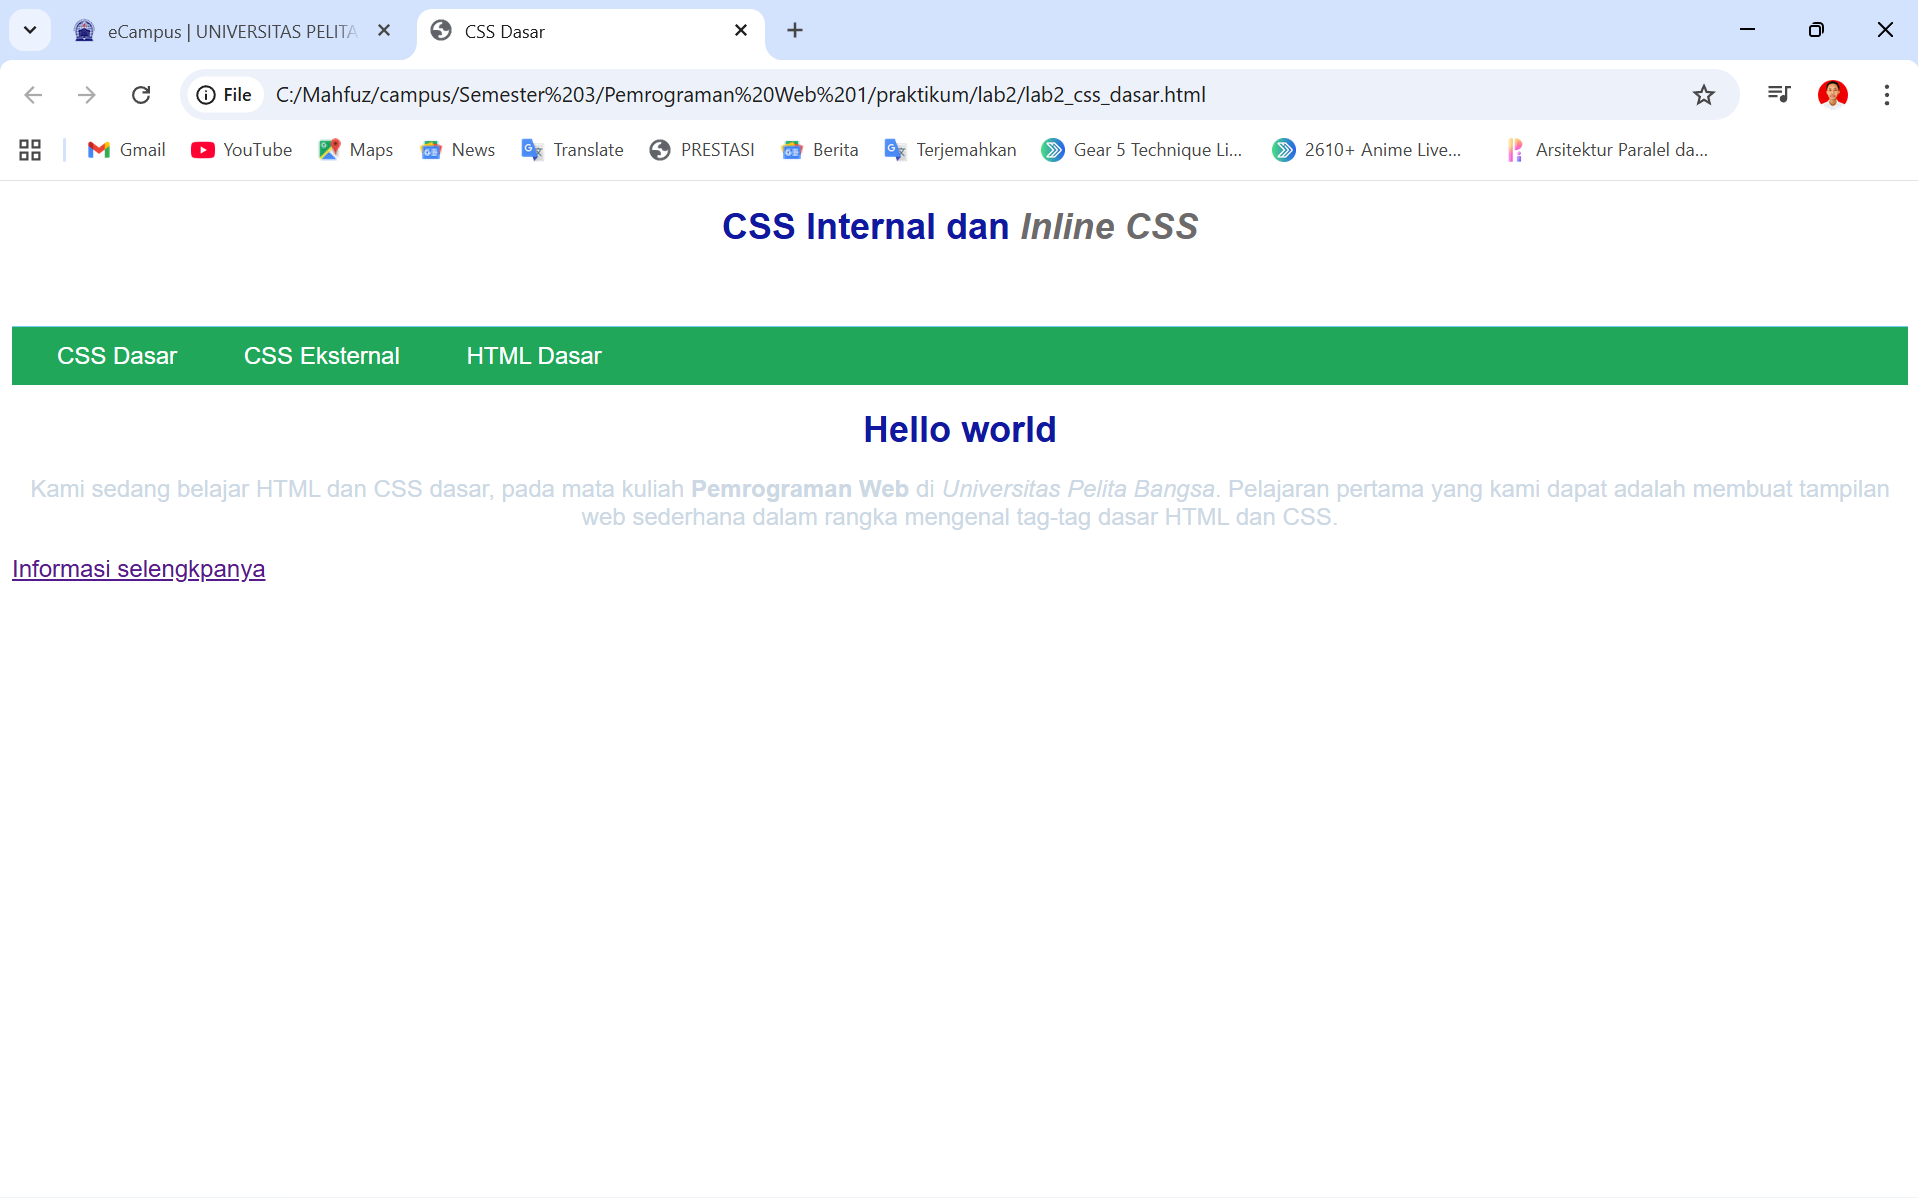 eCampus | UNIVERSITAS PELITA
CSS Dasar
File C:/Mahfuz/campus/Semester%203/Pemrograman%20Web%201/praktikum/lab2/lab2_css_dasar.html
Gmail YouTube Maps News Translate PRESTASI Berita Terjemahkan Gear 5 Technique Li... 2610+ Anime Live... Arsitektur Paralel da...
CSS Internal dan Inline CSS
CSS Dasar CSS Eksternal HTML Dasar
Hello world
Kami sedang belajar HTML dan CSS dasar, pada mata kuliah Pemrograman Web di Universitas Pelita Bangsa. Pelajaran pertama yang kami dapat adalah membuat tampilan
web sederhana dalam rangka mengenal tag-tag dasar HTML dan CSS.
Informasi selengkpanya